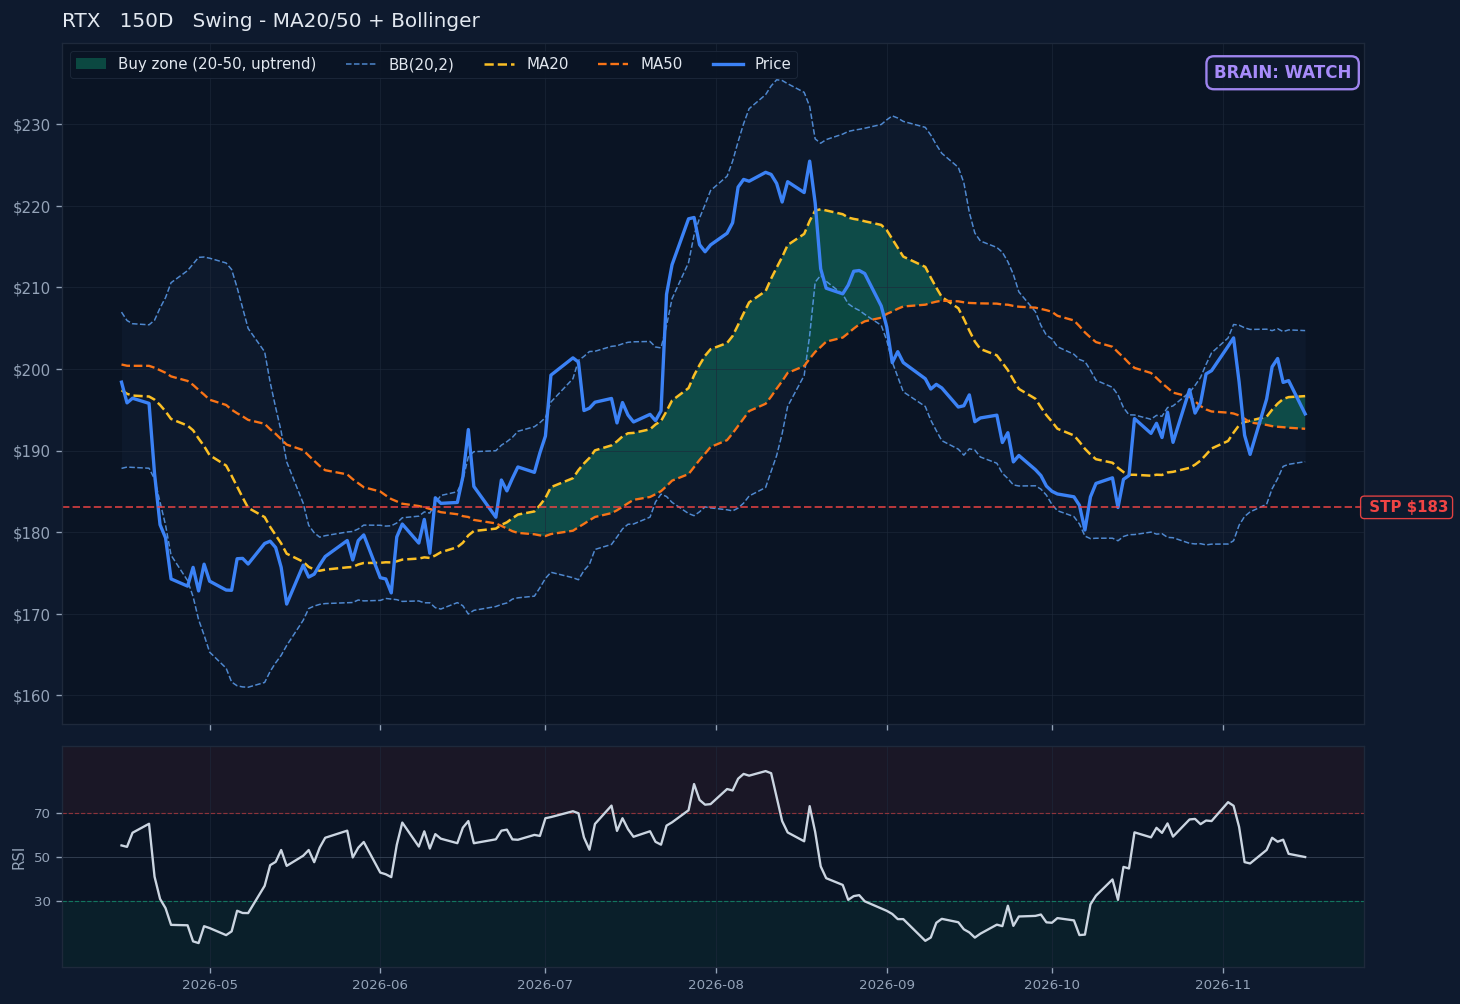 RTX   150D   Swing - MA20/50 + Bollinger
Buy zone (20-50, uptrend)   BB(20,2)   MA20   MA50   Price
BRAIN: WATCH
$230
$220
$210
$200
$190
$180
$170
$160
STP $183
RSI
70
50
30
2026-05   2026-06   2026-07   2026-08   2026-09   2026-10   2026-11